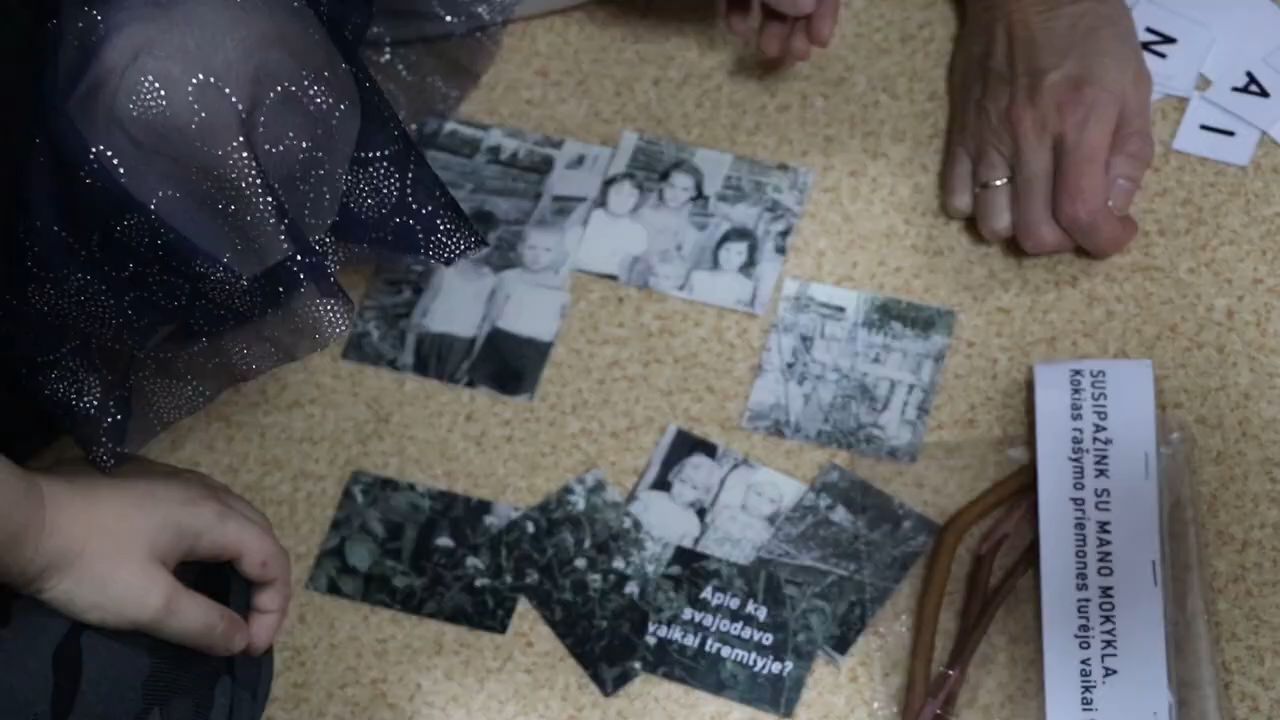 N
A
I
SUSIPAŽINK SU MANO MOKYKLA.
Kokias rašymo priemones turėjo vaikai
Apie ką
svajodavo
vaikai tremtyje?